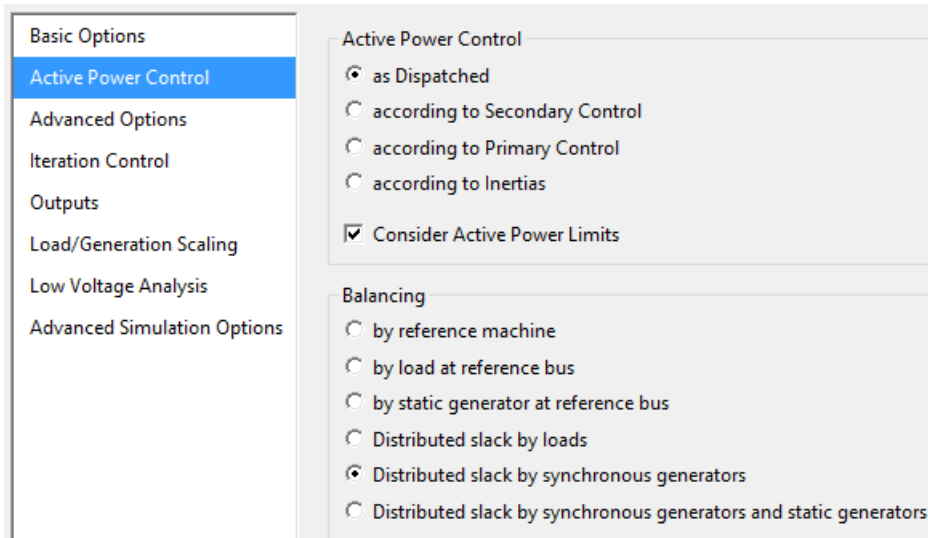 Basic Options
Active Power Control
Advanced Options
Iteration Control
Outputs
Load/Generation Scaling
Low Voltage Analysis
Advanced Simulation Options
Active Power Control
as Dispatched
according to Secondary Control
according to Primary Control
according to Inertias
Consider Active Power Limits
Balancing
by reference machine
by load at reference bus
by static generator at reference bus
Distributed slack by loads
Distributed slack by synchronous generators
Distributed slack by synchronous generators and static generators